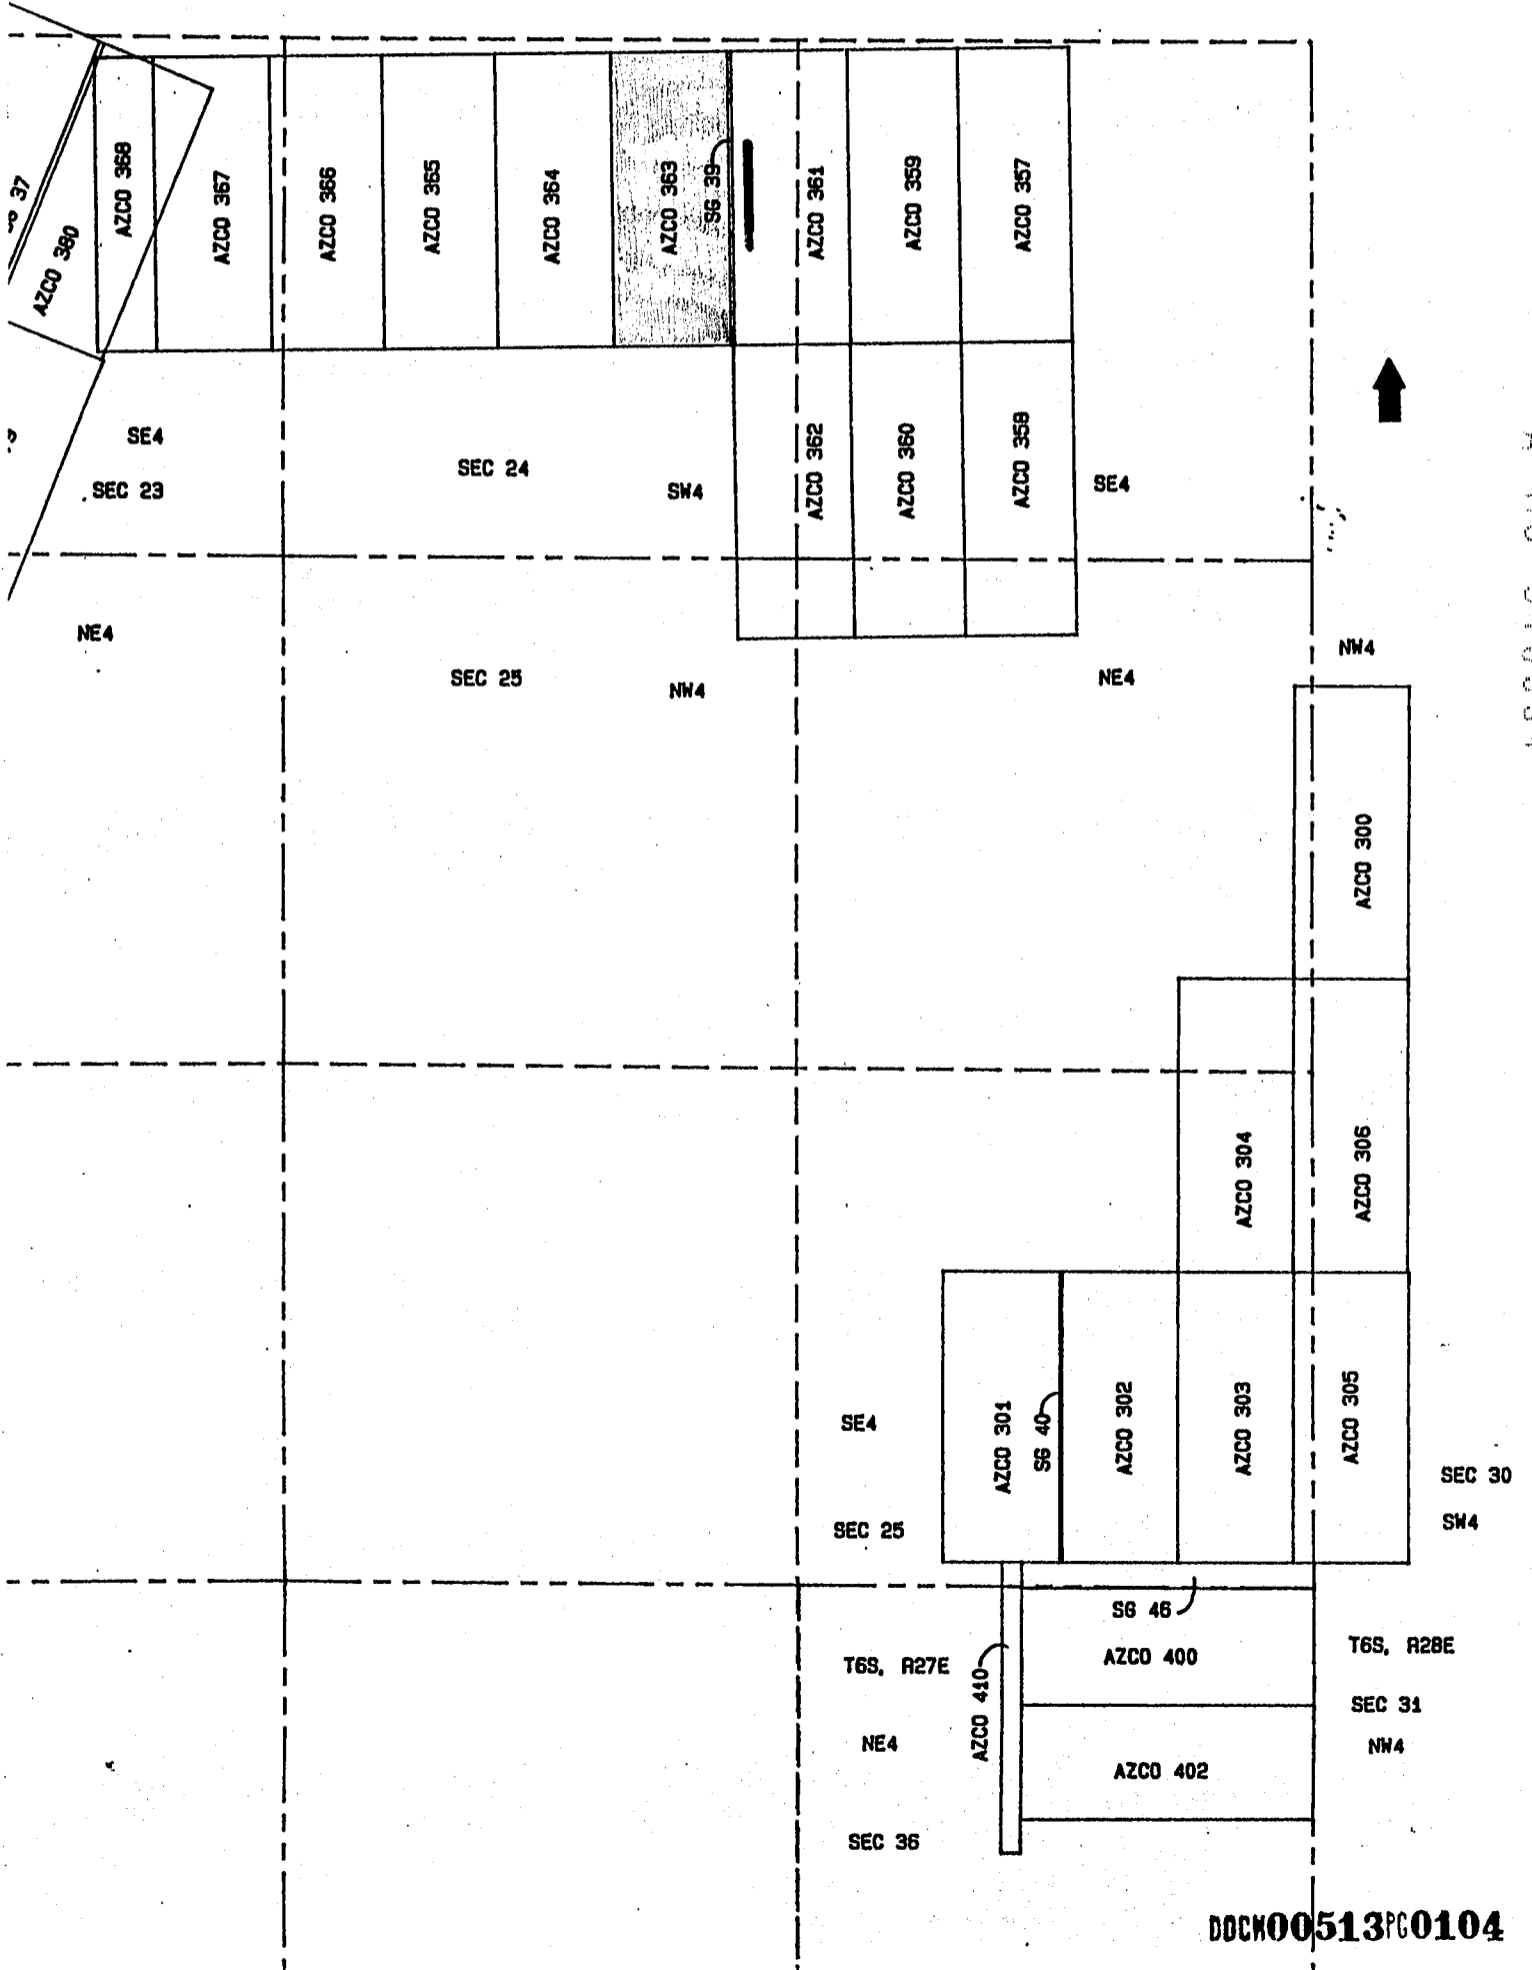 37
AZCO 380
AZCO 368
AZCO 367
AZCO 366
AZCO 365
AZCO 364
AZCO 363
SG 39
AZCO 361
AZCO 359
AZCO 357
AZCO 362
AZCO 360
AZCO 358
SE4
SEC 23
SEC 24
SW4
SE4
NE4
SEC 25
NW4
NE4
NW4
AZCO 300
AZCO 304
AZCO 306
AZCO 301
SG 40
AZCO 302
AZCO 303
AZCO 305
SE4
SEC 25
SEC 30
SW4
SG 46
T6S, R27E
AZCO 410
AZCO 400
T6S, R28E
SEC 31
NE4
NW4
AZCO 402
SEC 36
DOCK00513PG0104